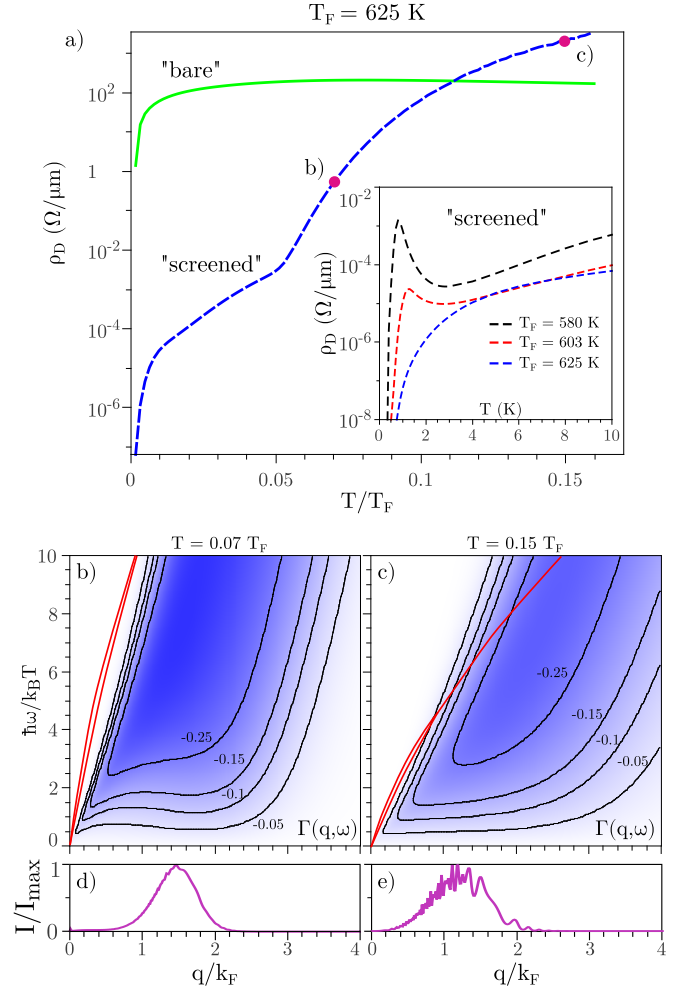 T_F = 625 K
a)
"bare"
10²
c)
1
b)
ρ_D (Ω/μm)
10⁻²
"screened"
10⁻⁴
10⁻⁶
0
0.05
0.1
0.15
T/T_F
10⁻²
"screened"
10⁻⁴
ρ_D (Ω/μm)
T_F = 580 K
T_F = 603 K
T_F = 625 K
10⁻⁶
10⁻⁸
T (K)
0 2 4 6 8 10
T = 0.07 T_F
T = 0.15 T_F
10
b)
c)
8
6
ħω/k_BT
4
2
0
-0.25
-0.15
-0.1
-0.05
Γ(q,ω)
-0.25
-0.15
-0.1
-0.05
Γ(q,ω)
I/I_max
1
0
d)
e)
0 1 2 3 4
0 1 2 3 4
q/k_F
q/k_F